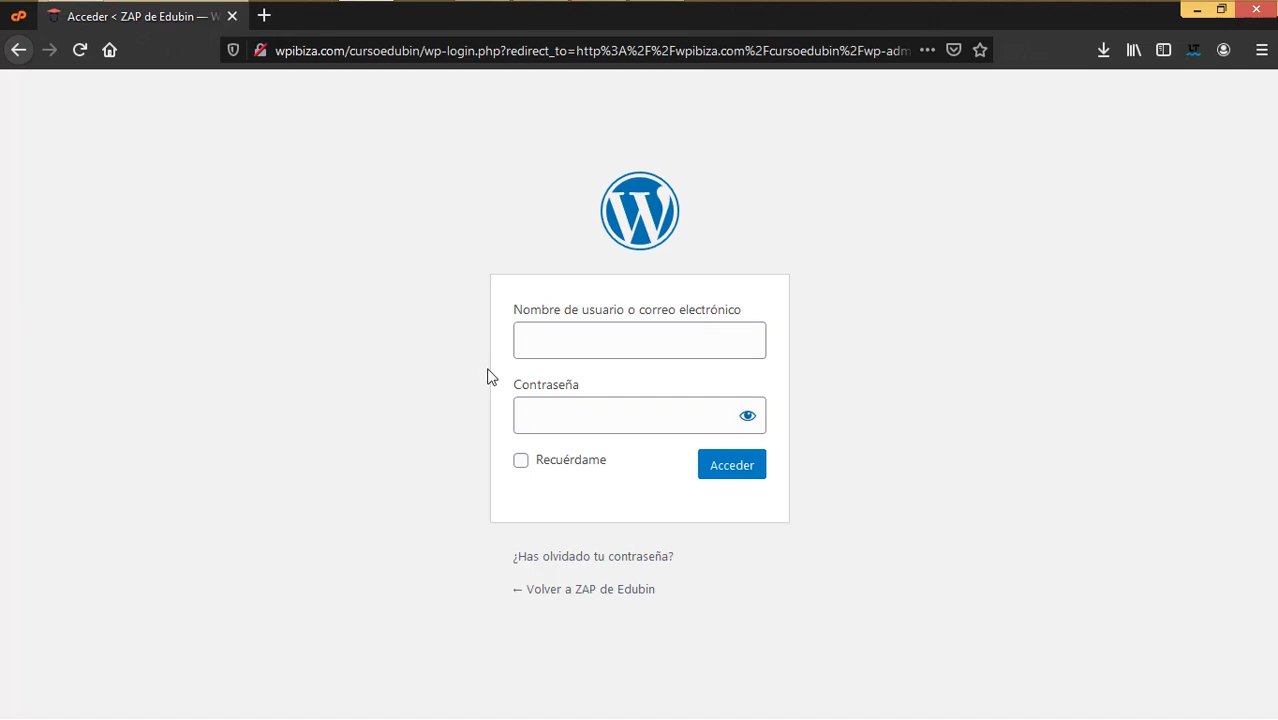 Acceder < ZAP de Edubin — W
wpibiza.com/cursoedubin/wp-login.php?redirect_to=http%3A%2F%2Fwpibiza.com%2Fcursoedubin%2Fwp-adm
Nombre de usuario o correo electrónico
Contraseña
Recuérdame
Acceder
¿Has olvidado tu contraseña?
← Volver a ZAP de Edubin